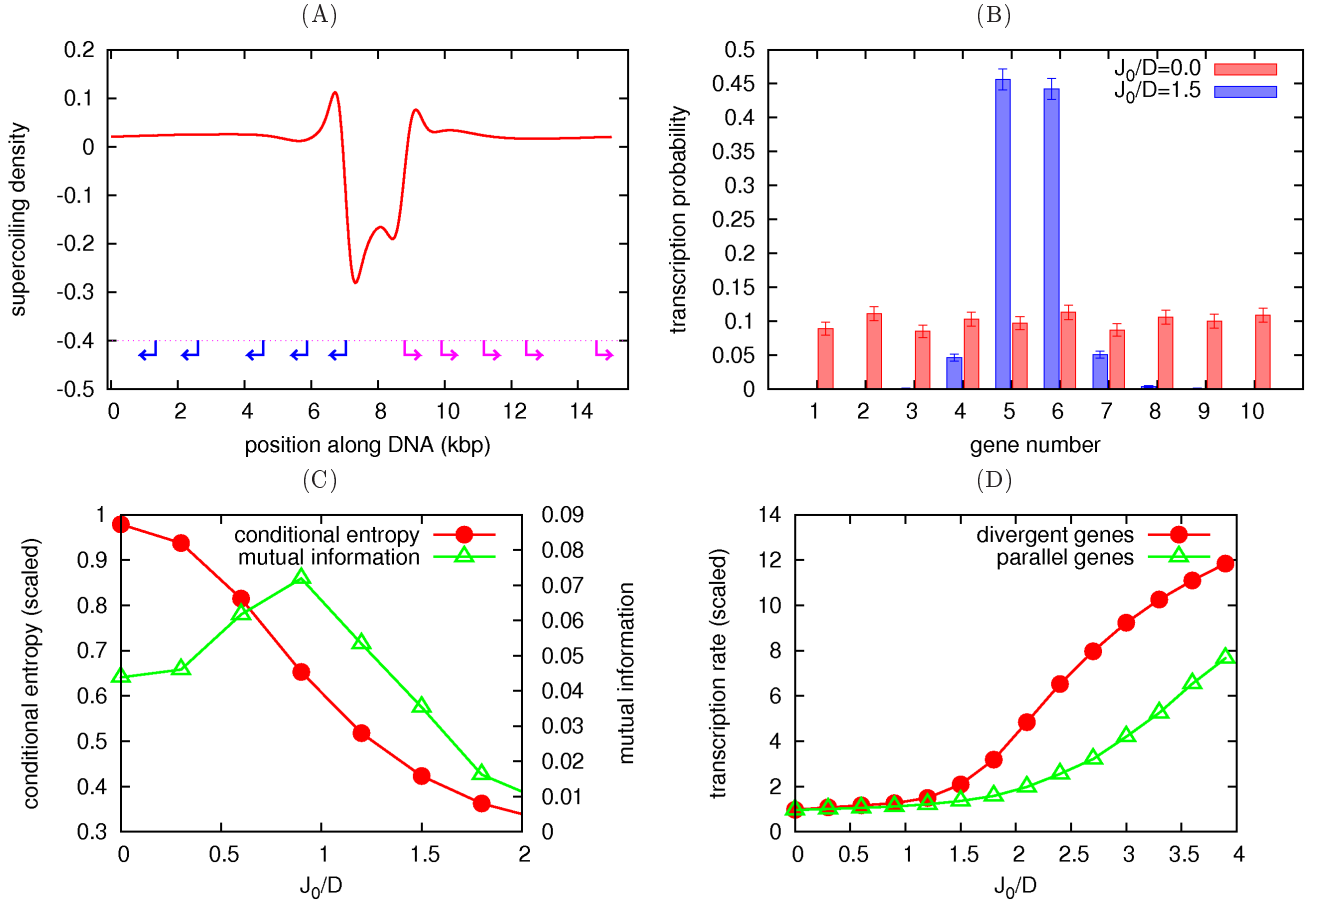 (A)
0.2
0.1
0
-0.1
-0.2
-0.3
-0.4
-0.5
supercoiling density
0 2 4 6 8 10 12 14
position along DNA (kbp)
(B)
0.5
0.45
0.4
0.35
0.3
0.25
0.2
0.15
0.1
0.05
0
transcription probability
J0/D=0.0
J0/D=1.5
1 2 3 4 5 6 7 8 9 10
gene number
(C)
1
0.9
0.8
0.7
0.6
0.5
0.4
0.3
conditional entropy (scaled)
conditional entropy
mutual information
0.09
0.08
0.07
0.06
0.05
0.04
0.03
0.02
0.01
0
mutual information
0 0.5 1 1.5 2
J0/D
(D)
14
12
10
8
6
4
2
0
transcription rate (scaled)
divergent genes
parallel genes
0 0.5 1 1.5 2 2.5 3 3.5 4
J0/D